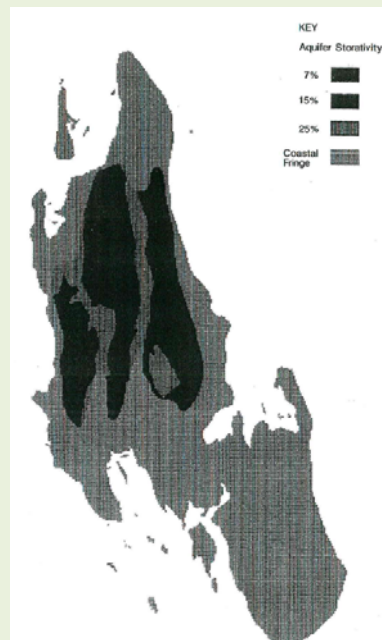 KEY
Aquifer Storativity
7%
15%
25%
Coastal
Fringe